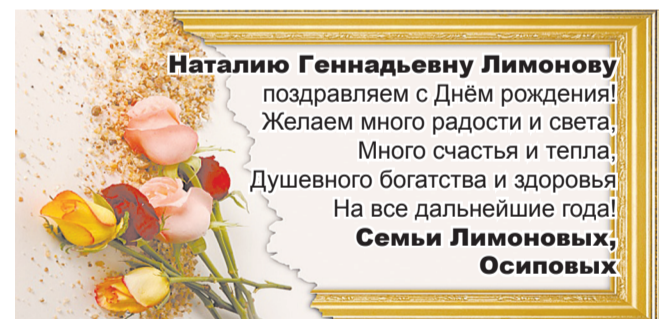 Наталию Геннадьевну Лимонову
поздравляем с Днём рождения!
Желаем много радости и света,
Много счастья и тепла,
Душевного богатства и здоровья
На все дальнейшие года!
Семьи Лимоновых,
Осиповых